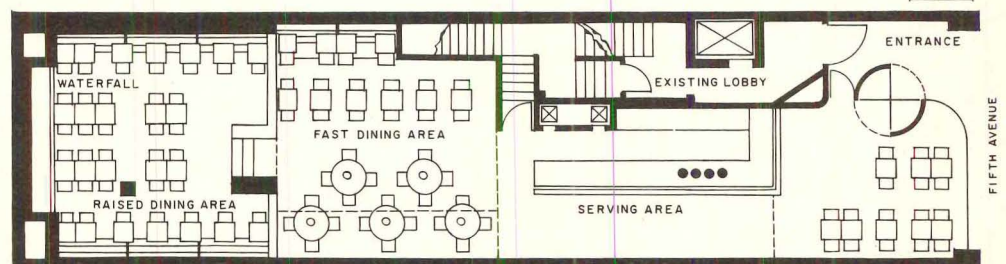 ENTRANCE
WATERFALL
EXISTING LOBBY
FAST DINING AREA
RAISED DINING AREA
SERVING AREA
FIFTH AVENUE